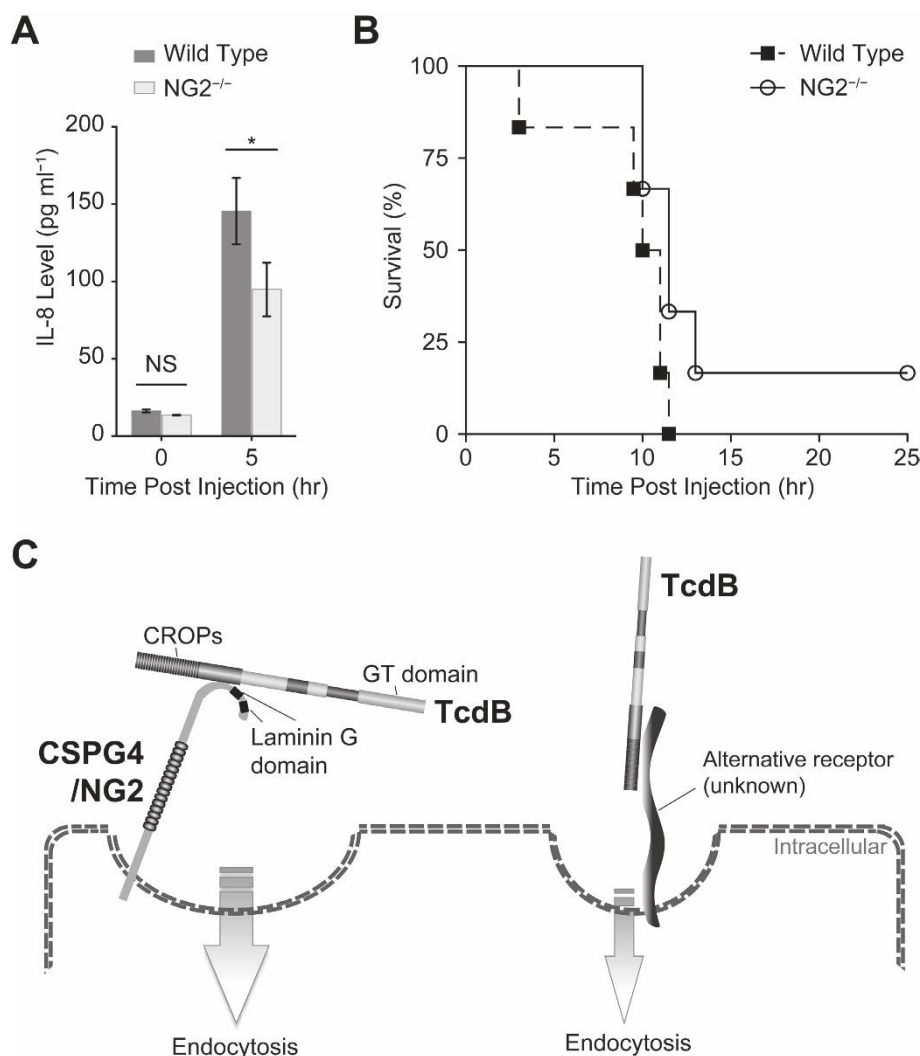 A
Wild Type
NG2⁻/⁻
200
150
100
50
0
IL-8 Level (pg ml⁻¹)
NS
*
0
5
Time Post Injection (hr)
B
Wild Type
NG2⁻/⁻
100
75
50
25
0
Survival (%)
0
5
10
15
20
25
Time Post Injection (hr)
C
CROPs
GT domain
TcdB
Laminin G
domain
CSPG4
/NG2
Endocytosis
TcdB
Alternative receptor
(unknown)
Intracellular
Endocytosis